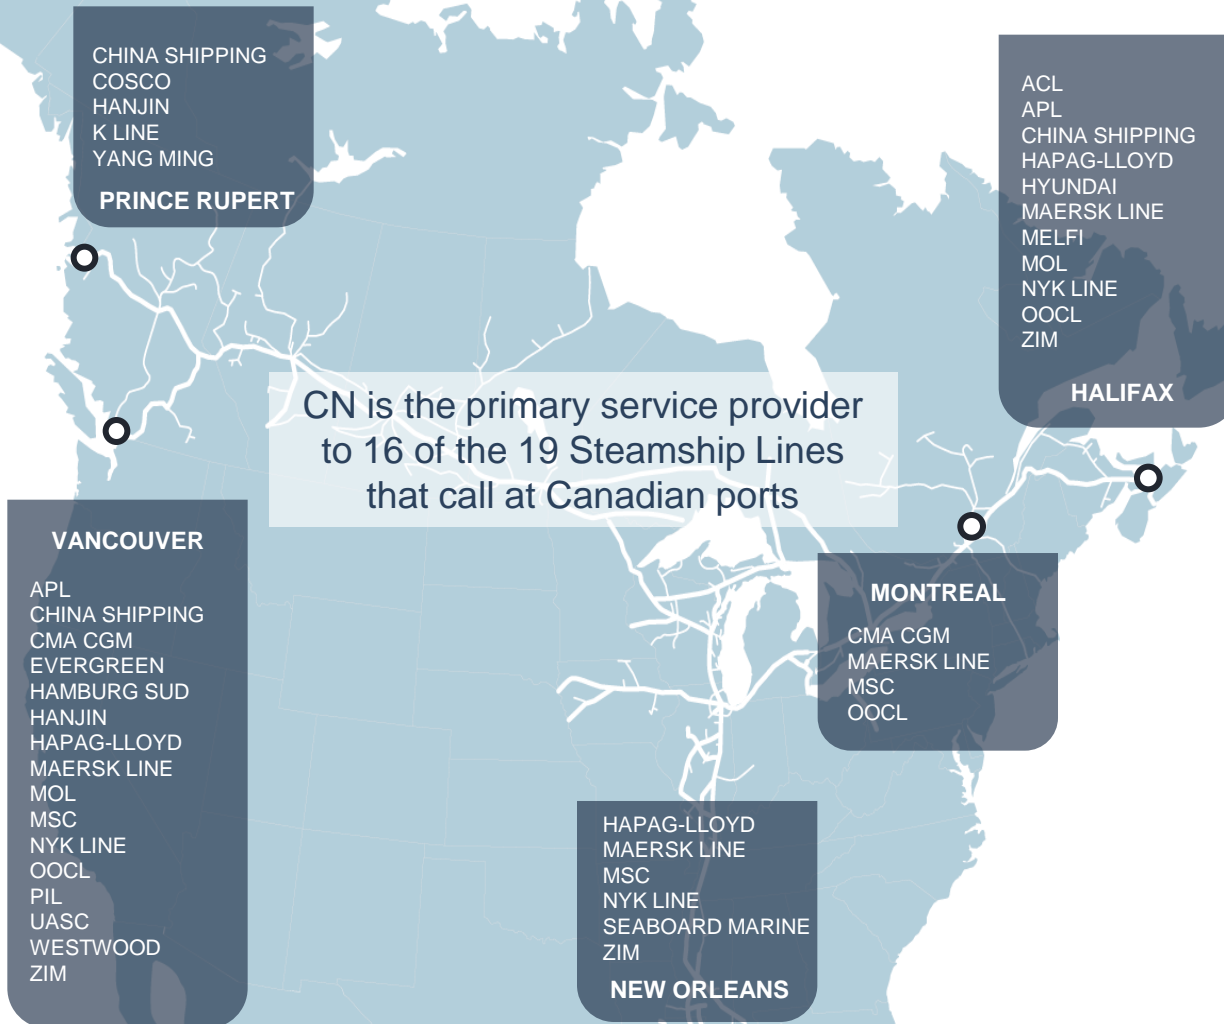 CHINA SHIPPING
COSCO
HANJIN
K LINE
YANG MING
PRINCE RUPERT
ACL
APL
CHINA SHIPPING
HAPAG-LLOYD
HYUNDAI
MAERSK LINE
MELFI
MOL
NYK LINE
OOCL
ZIM
HALIFAX
CN is the primary service provider
to 16 of the 19 Steamship Lines
that call at Canadian ports
VANCOUVER
APL
CHINA SHIPPING
CMA CGM
EVERGREEN
HAMBURG SUD
HANJIN
HAPAG-LLOYD
MAERSK LINE
MOL
MSC
NYK LINE
OOCL
PIL
UASC
WESTWOOD
ZIM
MONTREAL
CMA CGM
MAERSK LINE
MSC
OOCL
HAPAG-LLOYD
MAERSK LINE
MSC
NYK LINE
SEABOARD MARINE
ZIM
NEW ORLEANS